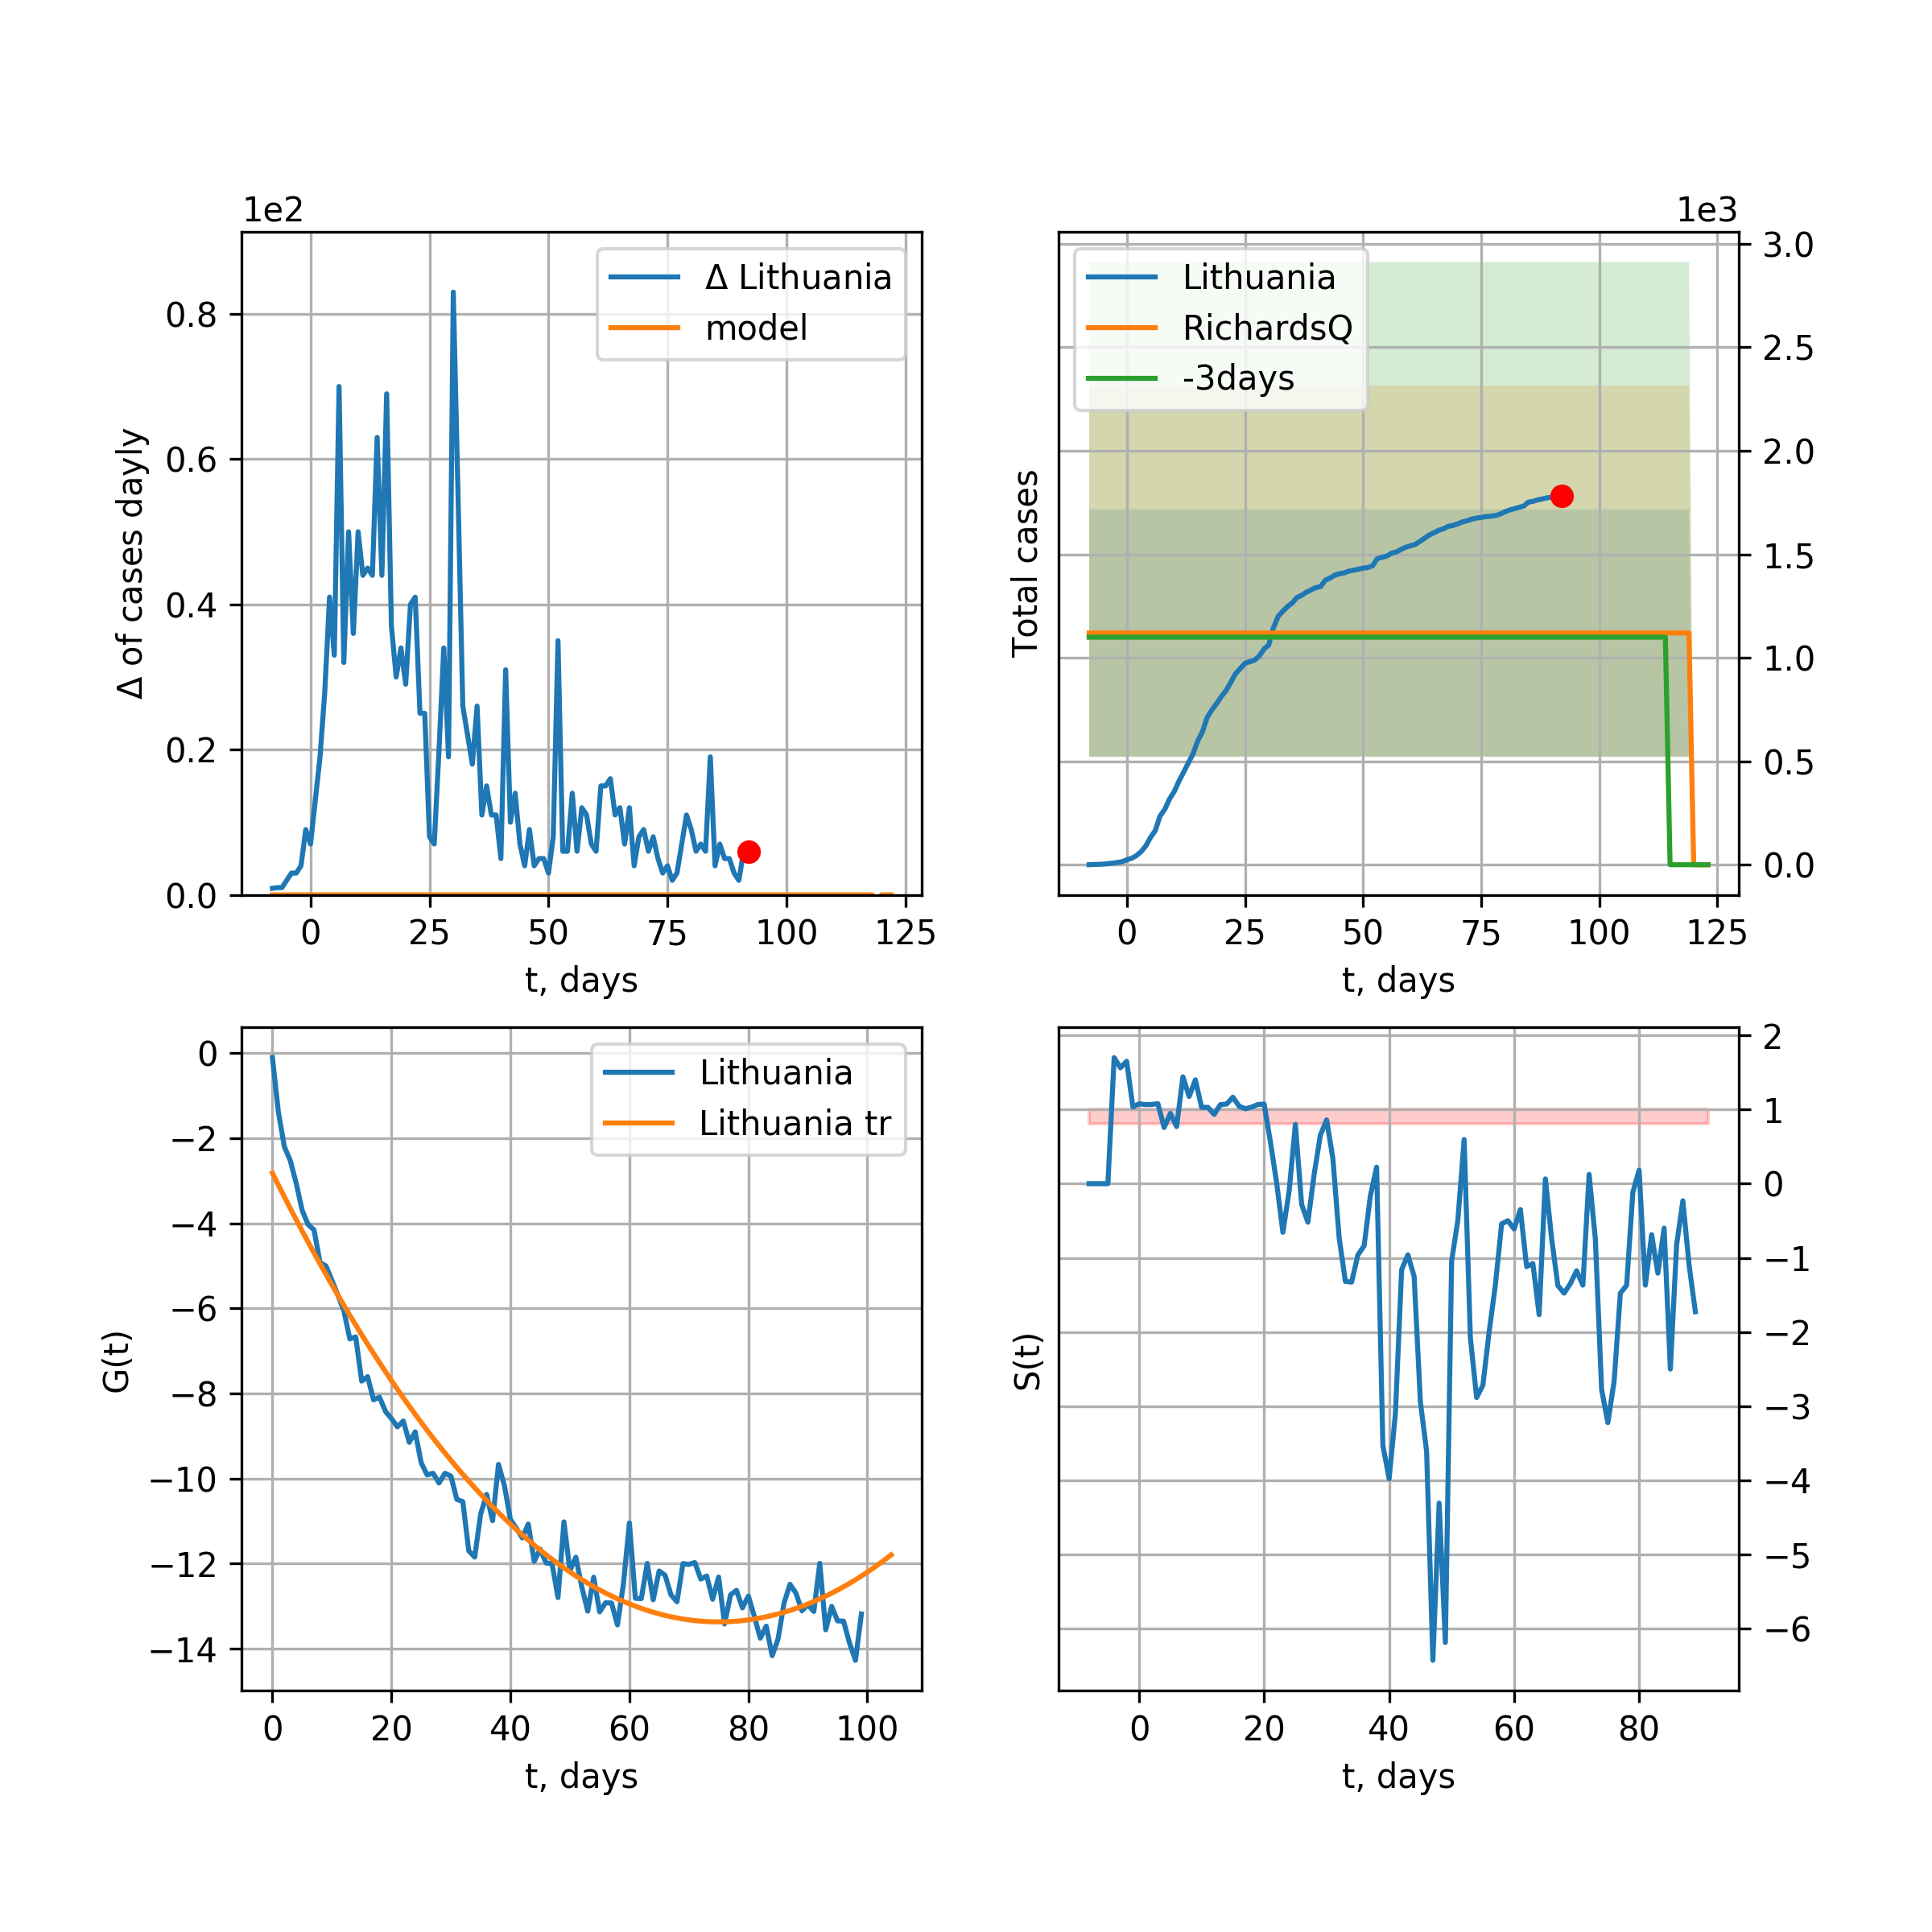 1e2
Δ of cases dayly
0.8
0.6
0.4
0.2
0.0
Δ Lithuania
model
0 25 50 75 100 125
t, days
1e3
Total cases
Lithuania
RichardsQ
-3days
3.0
2.5
2.0
1.5
1.0
0.5
0.0
0 25 50 75 100 125
t, days
G(t)
0
−2
−4
−6
−8
−10
−12
−14
Lithuania
Lithuania tr
0 20 40 60 80 100
t, days
S(t)
2
1
0
−1
−2
−3
−4
−5
−6
0 20 40 60 80
t, days